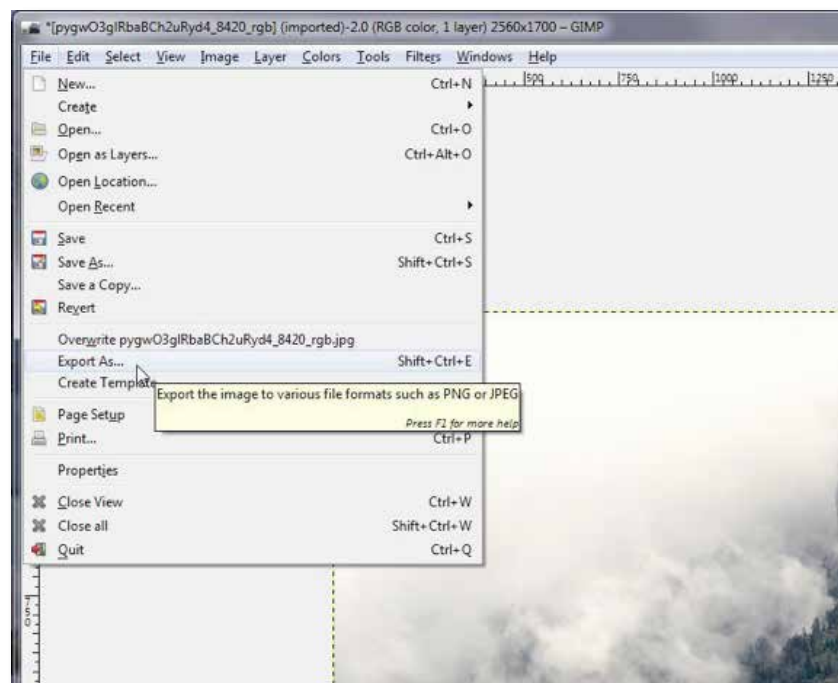 *[pygwO3glRbaBCh2uRyd4_8420_rgb] (imported)-2.0 (RGB color, 1 layer) 2560x1700 – GIMP
File Edit Select View Image Layer Colors Tools Filters Windows Help
500 750 1000 1250
New... Ctrl+N
Create
Open... Ctrl+O
Open as Layers... Ctrl+Alt+O
Open Location...
Open Recent
Save Ctrl+S
Save As... Shift+Ctrl+S
Save a Copy...
Revert
Overwrite pygwO3glRbaBCh2uRyd4_8420_rgb.jpg
Export As... Shift+Ctrl+E
Create Template
Export the image to various file formats such as PNG or JPEG
Press F1 for more help
Page Setup
Print... Ctrl+P
Properties
Close View Ctrl+W
Close all Shift+Ctrl+W
Quit Ctrl+Q
750